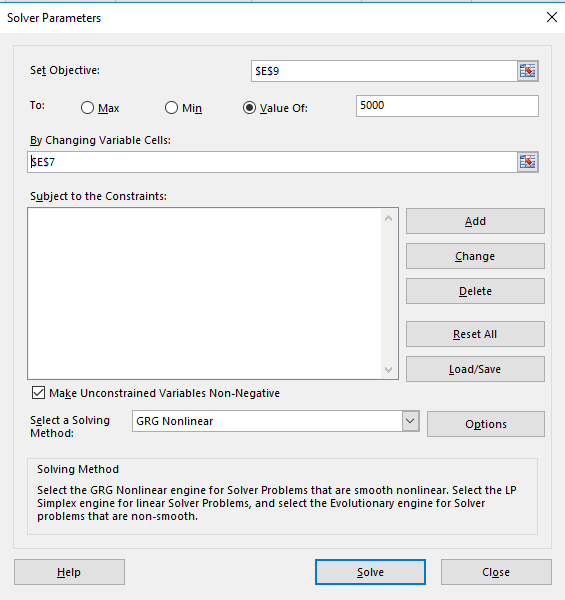 Solver Parameters
Set Objective:
$E$9
To:
Max
Min
Value Of:
5000
By Changing Variable Cells:
$E$7
Subject to the Constraints:
Add
Change
Delete
Reset All
Load/Save
Make Unconstrained Variables Non-Negative
Select a Solving
Method:
GRG Nonlinear
Options
Solving Method
Select the GRG Nonlinear engine for Solver Problems that are smooth nonlinear. Select the LP
Simplex engine for linear Solver Problems, and select the Evolutionary engine for Solver
problems that are non-smooth.
Help
Solve
Close